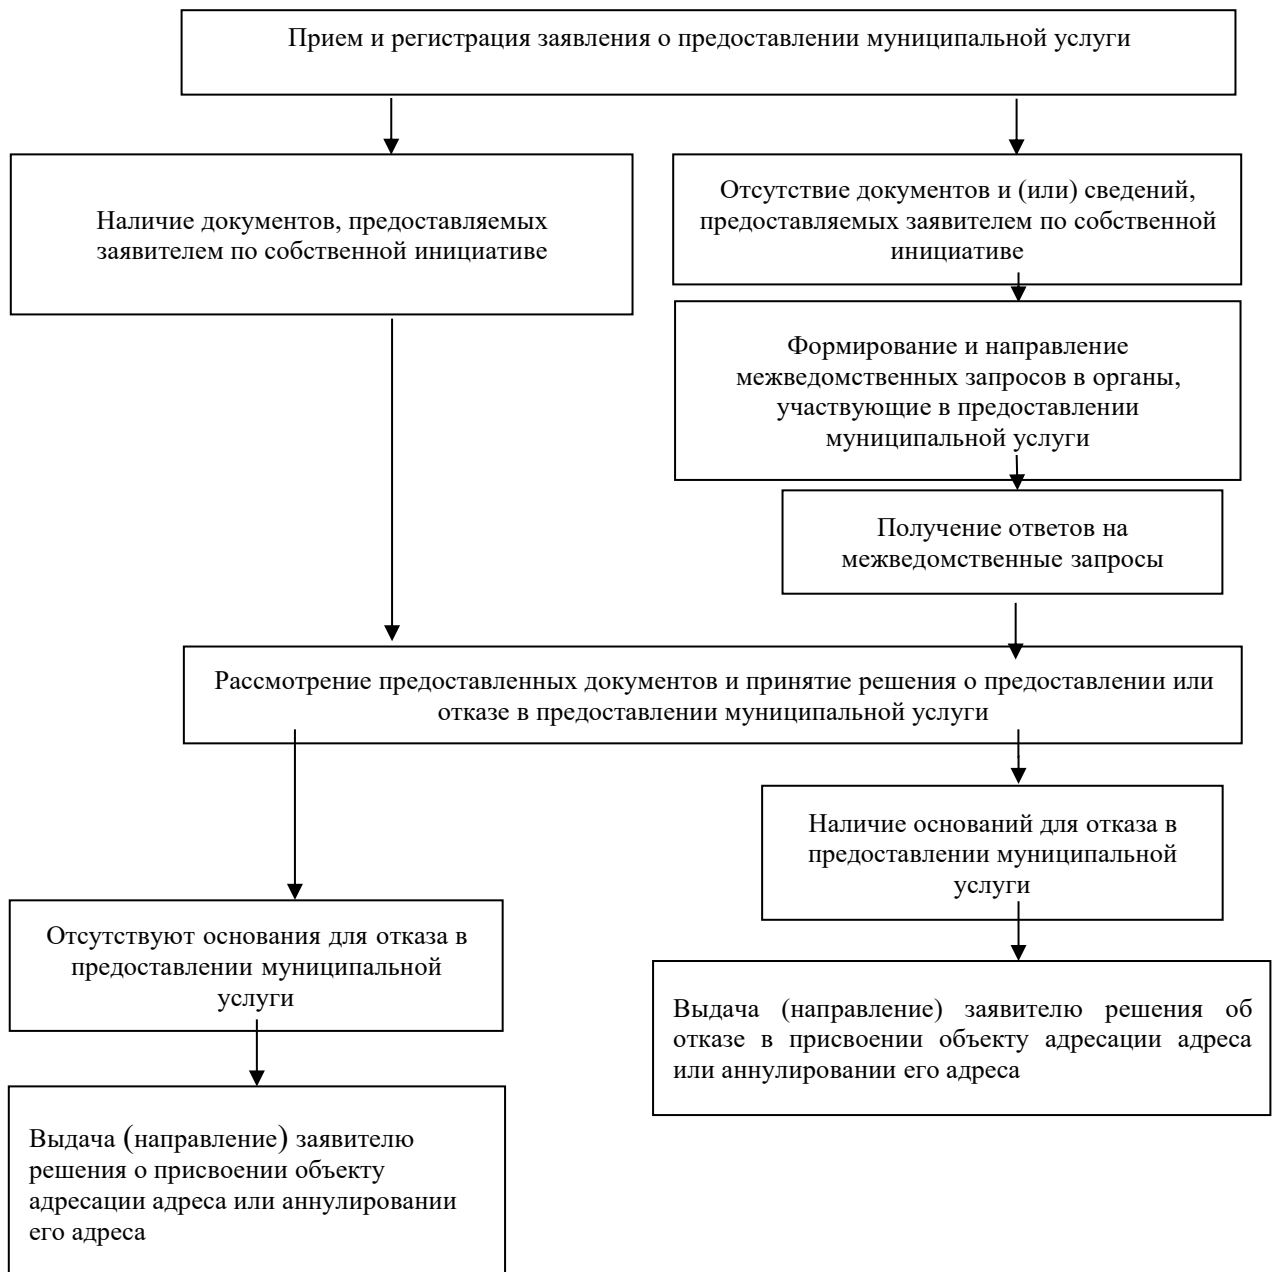 Прием и регистрация заявления о предоставлении муниципальной услуги
Наличие документов, предоставляемых
заявителем по собственной инициативе
Отсутствие документов и (или) сведений,
предоставляемых заявителем по собственной
инициативе
Формирование и направление
межведомственных запросов в органы,
участвующие в предоставлении
муниципальной услуги
Получение ответов на
межведомственные запросы
Рассмотрение предоставленных документов и принятие решения о предоставлении или
отказе в предоставлении муниципальной услуги
Наличие оснований для отказа в
предоставлении муниципальной
услуги
Отсутствуют основания для отказа в
предоставлении муниципальной
услуги
Выдача (направление) заявителю решения об
отказе в присвоении объекту адресации адреса
или аннулировании его адреса
Выдача (направление) заявителю
решения о присвоении объекту
адресации адреса или аннулировании
его адреса